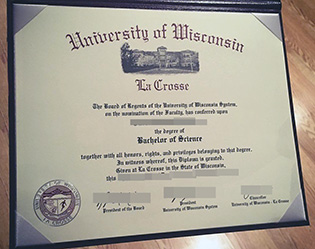 University of Wisconsin
La Crosse
The Board of Regents of the University of Wisconsin System,
on the nomination of the Faculty, has conferred upon
the degree of
Bachelor of Science
together with all honors, rights, and privileges belonging to that degree.
In witness whereof, this Diploma is granted.
Given at La Crosse in the State of Wisconsin,
this
President of the Board
President
University of Wisconsin System
Chancellor
University of Wisconsin - La Crosse